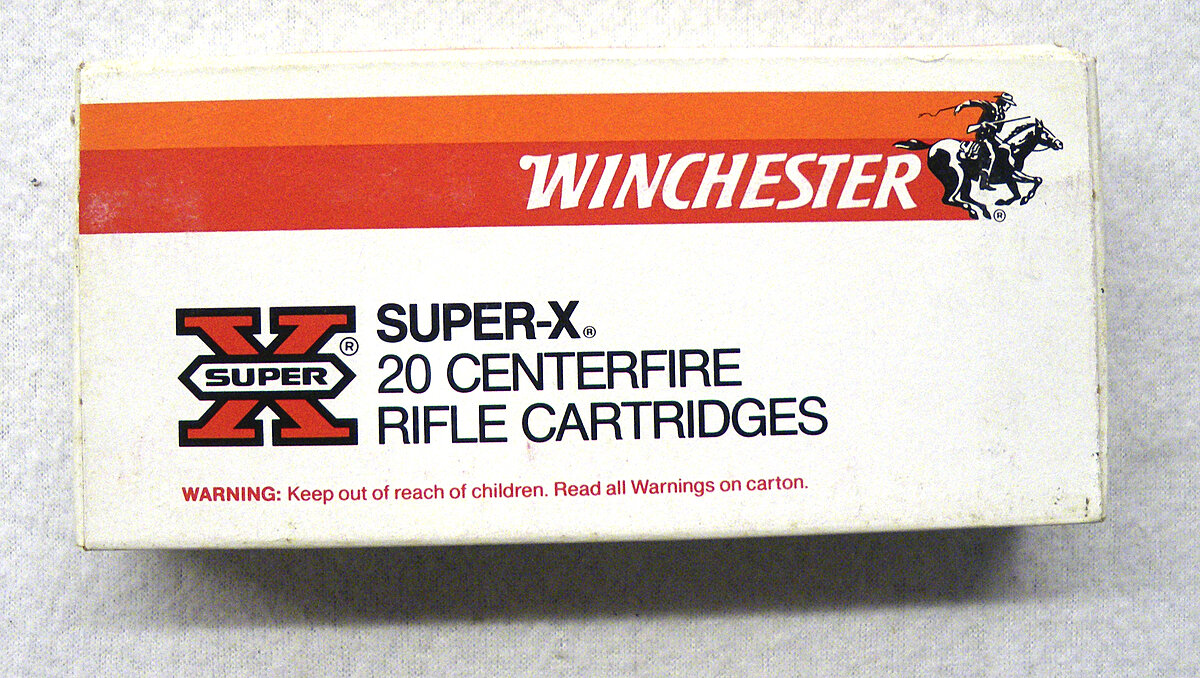 WINCHESTER
®
SUPER
®
SUPER-X®
20 CENTERFIRE
RIFLE CARTRIDGES
WARNING: Keep out of reach of children. Read all Warnings on carton.